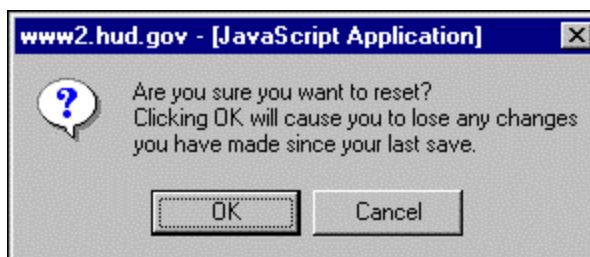 www2.hud.gov - [JavaScript Application]
Are you sure you want to reset?
Clicking OK will cause you to lose any changes
you have made since your last save.
OK
Cancel